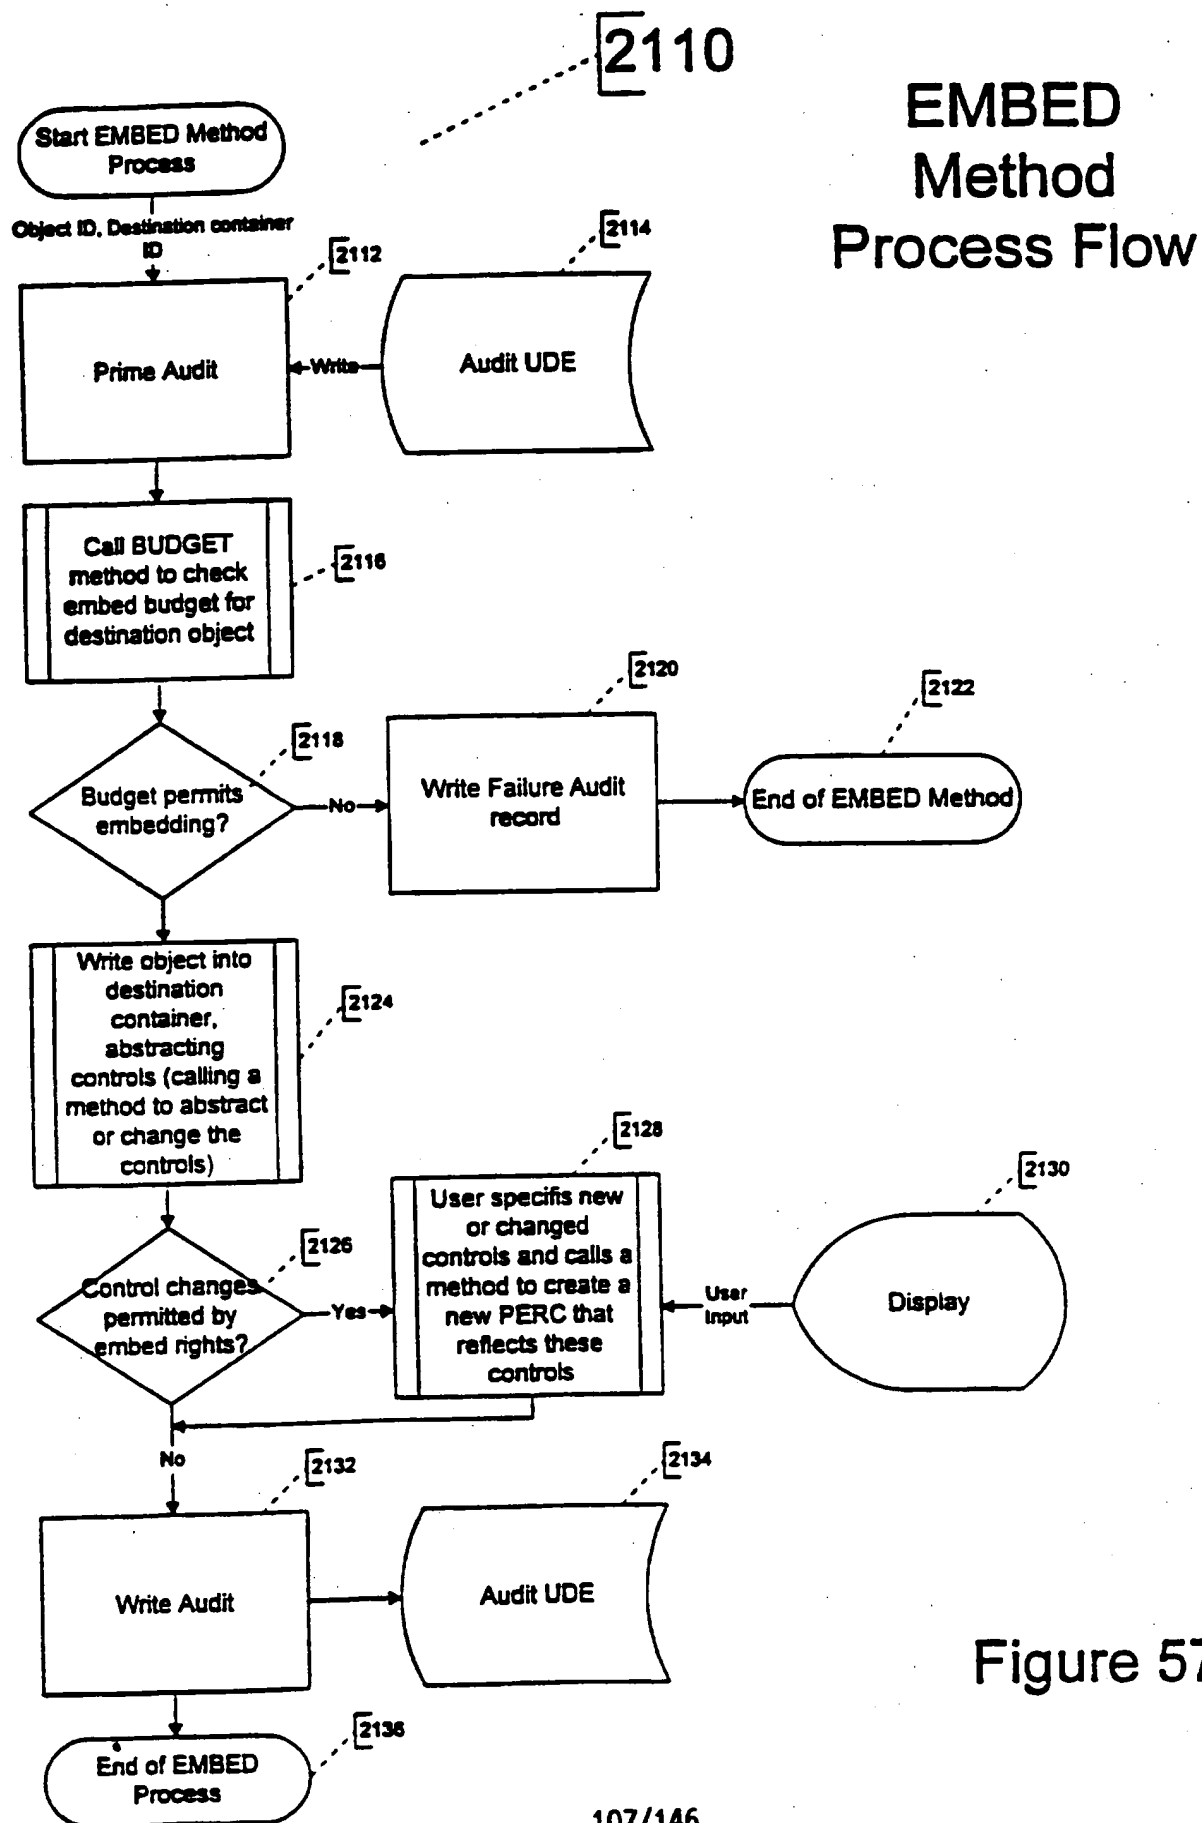 2110
EMBED
Method
Process Flow
Start EMBED Method
Process
Object ID, Destination container
ID
2112
2114
Prime Audit
Write
Audit UDE
Call BUDGET
method to check
embed budget for
destination object
2116
2118
2120
2122
Budget permits
embedding?
No
Write Failure Audit
record
End of EMBED Method
Write object into
destination
container,
abstracting
controls (calling a
method to abstract
or change the
controls)
2124
2126
2128
2130
Control changes
permitted by
embed rights?
Yes
User specifis new
or changed
controls and calls a
method to create a
new PERC that
reflects these
controls
User
Input
Display
No
2132
2134
Write Audit
Audit UDE
Figure 57
End of EMBED
Process
2136
107/146